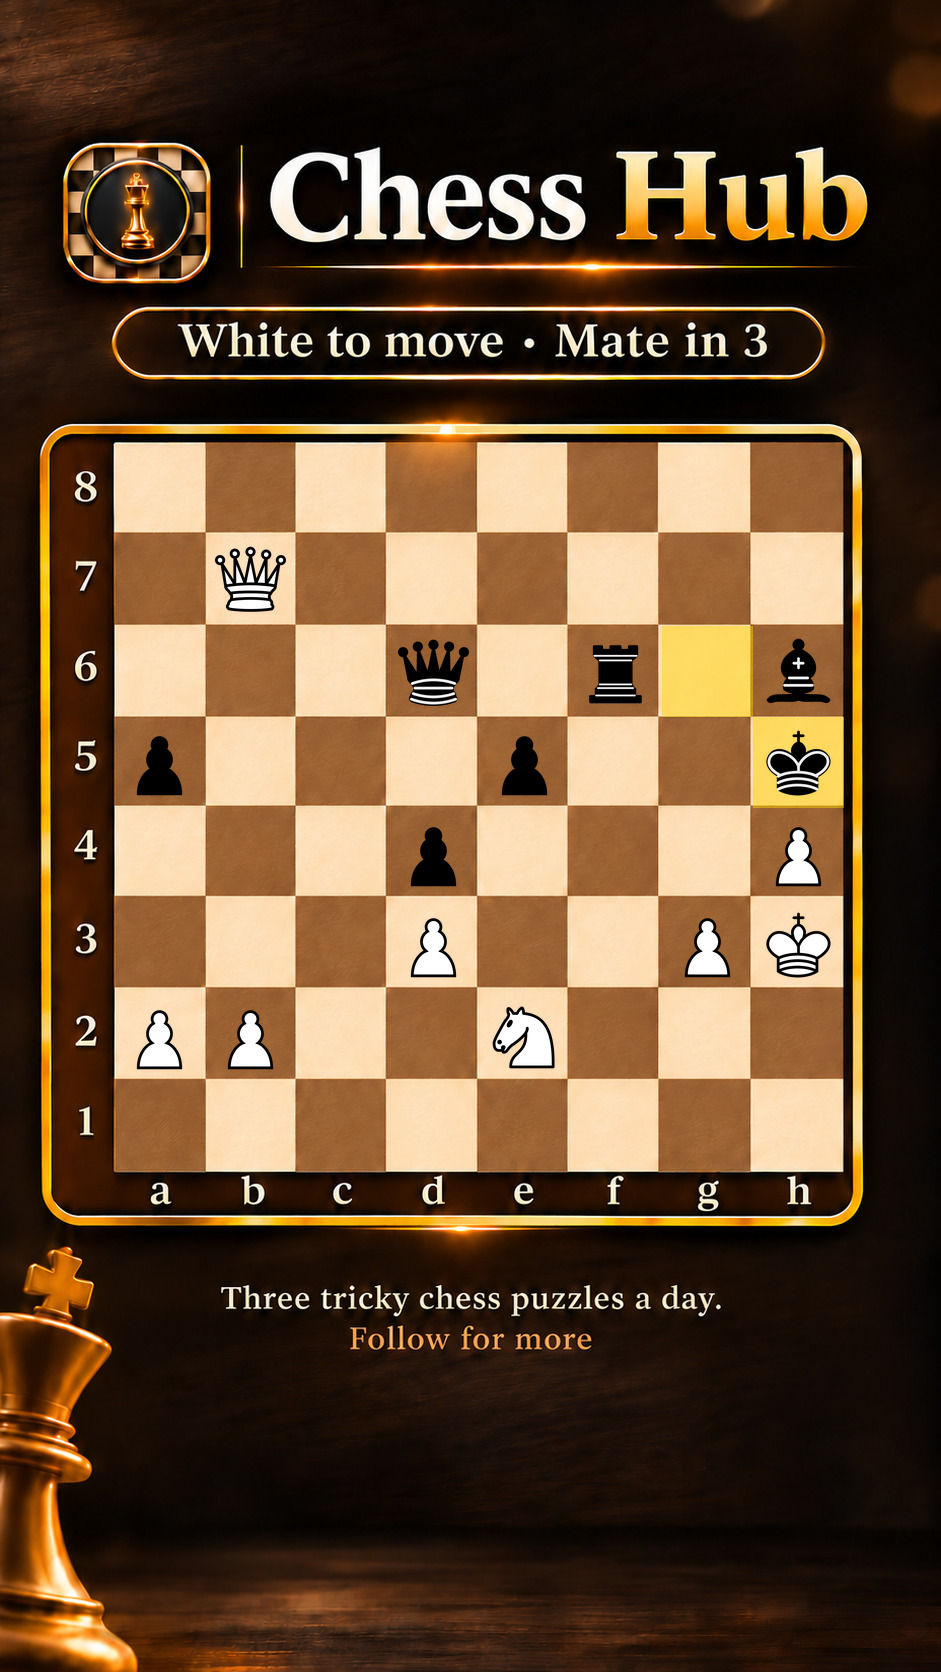 Chess Hub
White to move • Mate in 3
8
7
6
5
4
3
2
1
a b c d e f g h
Three tricky chess puzzles a day.
Follow for more